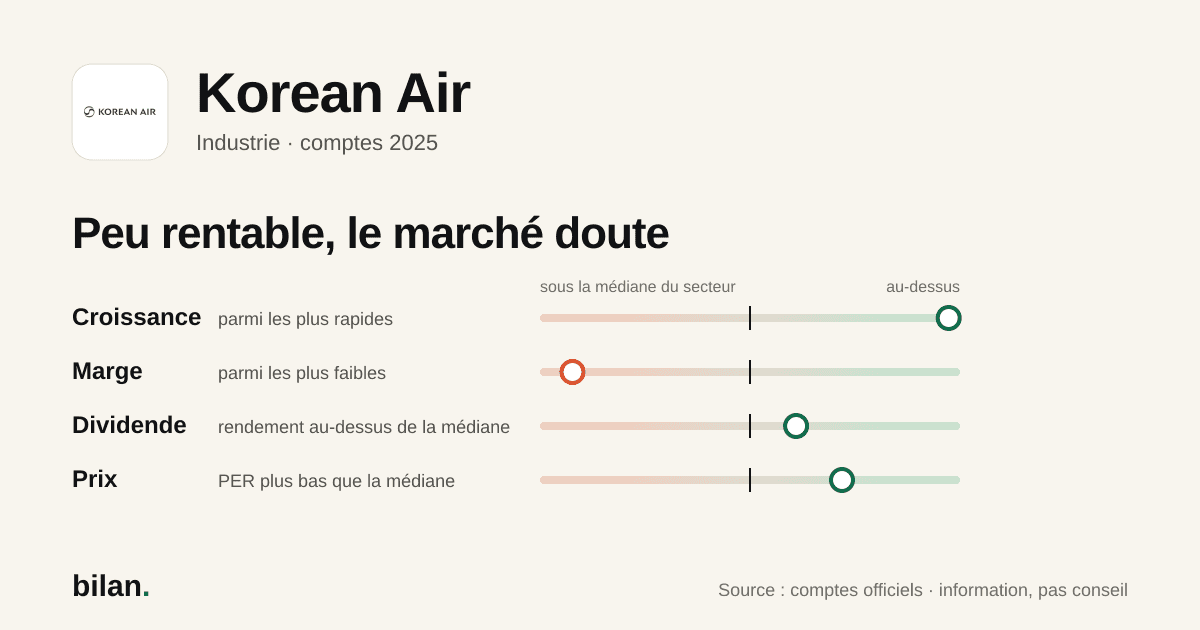 KOREAN AIR
Korean Air
Industrie · comptes 2025
Peu rentable, le marché doute
sous la médiane du secteur au-dessus
Croissance parmi les plus rapides
Marge parmi les plus faibles
Dividende rendement au-dessus de la médiane
Prix PER plus bas que la médiane
bilan.
Source : comptes officiels · information, pas conseil